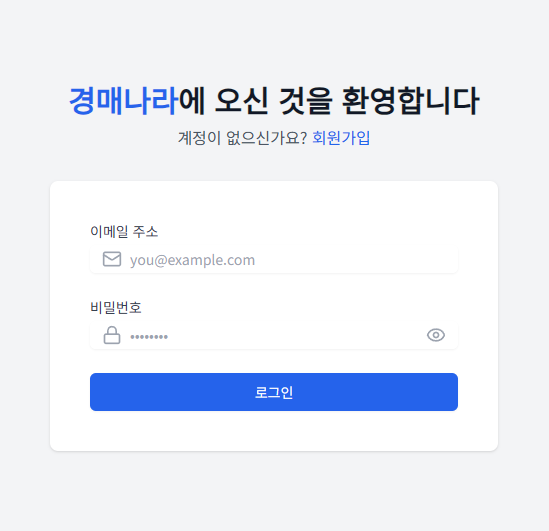 경매나라에 오신 것을 환영합니다
계정이 없으신가요? 회원가입
이메일 주소
you@example.com
비밀번호
••••••••
로그인